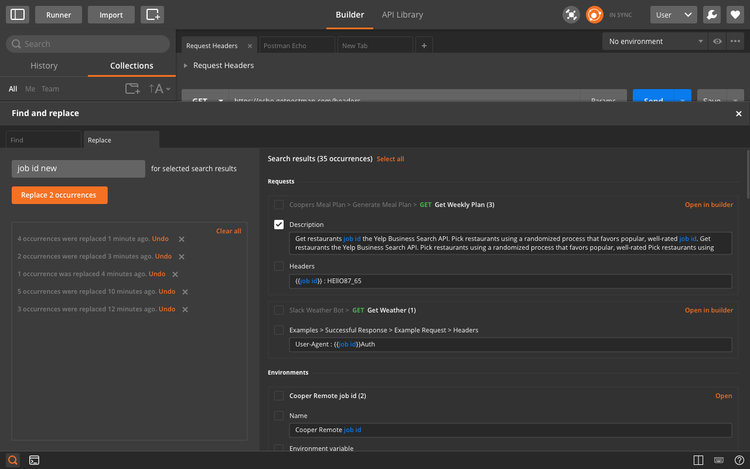 Runner Import Builder API Library IN SYNC User
Search
Request Headers Postman Echo New Tab + No environment
History Collections
Request Headers
All Me Team
GET https://echo.getpostman.com/headers Params Send Save
Find and replace
Find Replace
job id new for selected search results
Replace 2 occurrences
Clear all
4 occurrences were replaced 1 minute ago. Undo
2 occurrences were replaced 3 minutes ago. Undo
1 occurrence was replaced 4 minutes ago. Undo
5 occurrences were replaced 10 minutes ago. Undo
3 occurrences were replaced 12 minutes ago. Undo
Search results (35 occurrences) Select all
Requests
Coopers Meal Plan > Generate Meal Plan > GET Get Weekly Plan (3) Open in builder
Description
Get restaurants job id the Yelp Business Search API. Pick restaurants using a randomized process that favors popular, well-rated job id. Get
restaurants the Yelp Business Search API. Pick restaurants using a randomized process that favors popular, well-rated Pick restaurants using
Headers
{{job id}} : HEllO87_65
Slack Weather Bot > GET Get Weather (1) Open in builder
Examples > Successful Response > Example Request > Headers
User-Agent : {{job id}}Auth
Environments
Cooper Remote job id (2) Open
Name
Cooper Remote job id
Environment variable